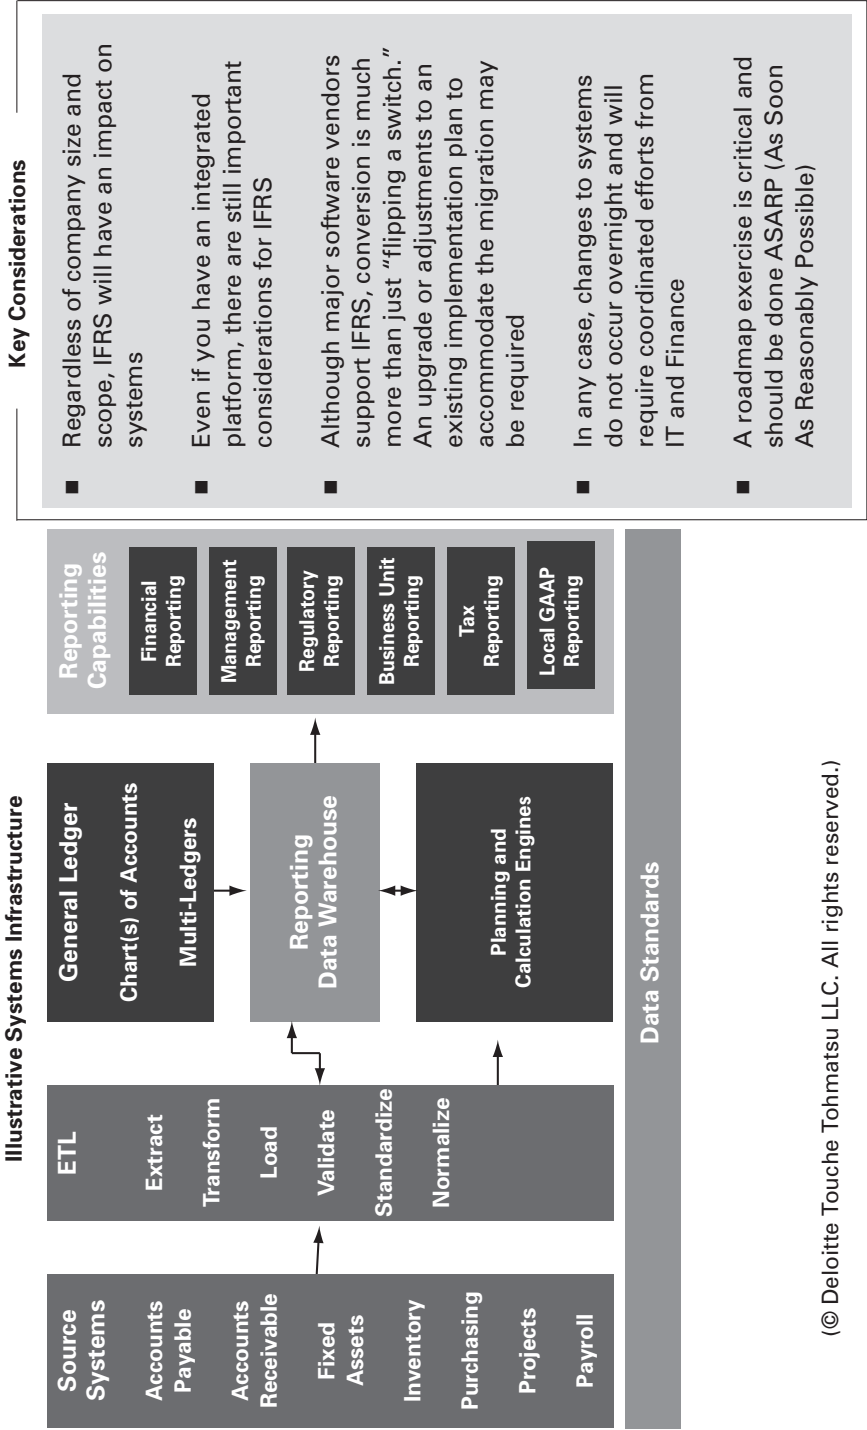 Illustrative Systems Infrastructure
Source
Systems
Accounts
Payable
Accounts
Receivable
Fixed
Assets
Inventory
Purchasing
Projects
Payroll
ETL
Extract
Transform
Load
Validate
Standardize
Normalize
General Ledger
Chart(s) of Accounts
Multi-Ledgers
Reporting
Data Warehouse
Planning and
Calculation Engines
Reporting
Capabilities
Financial
Reporting
Management
Reporting
Regulatory
Reporting
Business Unit
Reporting
Tax
Reporting
Local GAAP
Reporting
Data Standards
Key Considerations
■ Regardless of company size and
scope, IFRS will have an impact on
systems
■ Even if you have an integrated
platform, there are still important
considerations for IFRS
■ Although major software vendors
support IFRS, conversion is much
more than just “flipping a switch.”
An upgrade or adjustments to an
existing implementation plan to
accommodate the migration may
be required
■ In any case, changes to systems
do not occur overnight and will
require coordinated efforts from
IT and Finance
■ A roadmap exercise is critical and
should be done ASARP (As Soon
As Reasonably Possible)
(© Deloitte Touche Tohmatsu LLC. All rights reserved.)